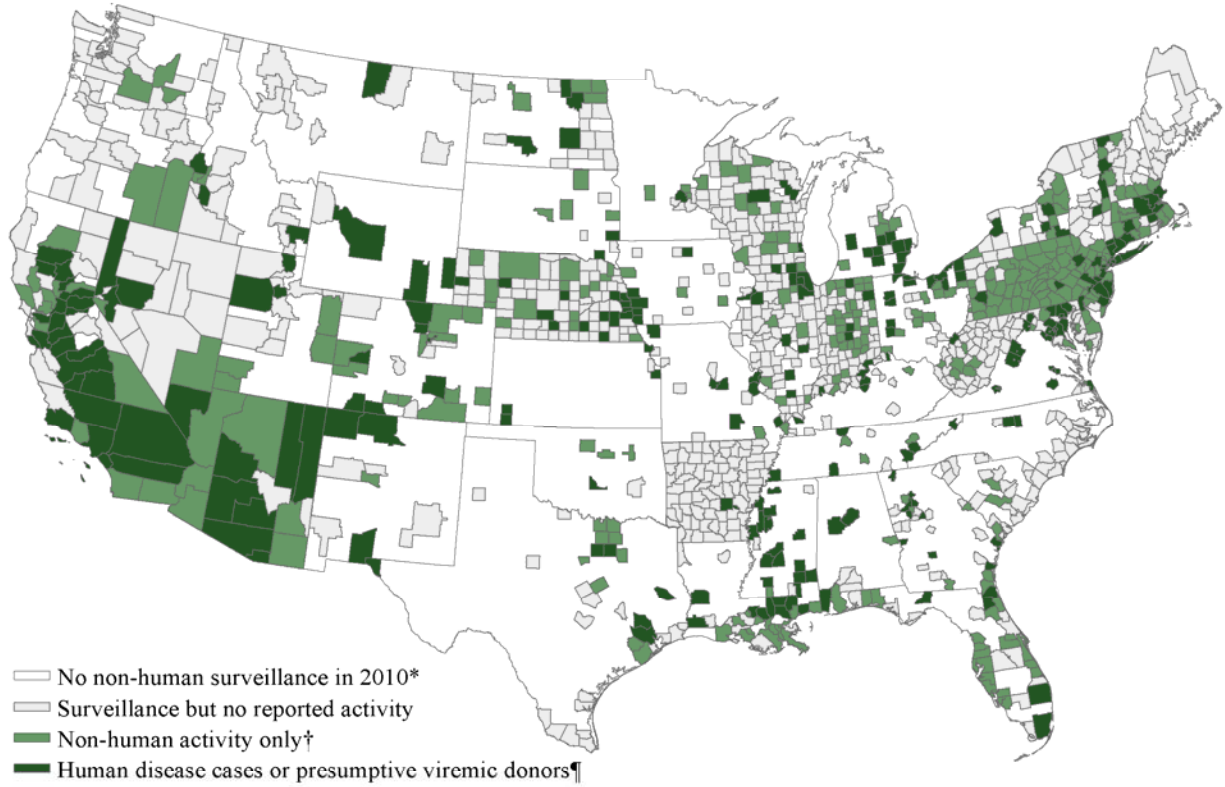 No non-human surveillance in 2010*
Surveillance but no reported activity
Non-human activity only†
Human disease cases or presumptive viremic donors¶